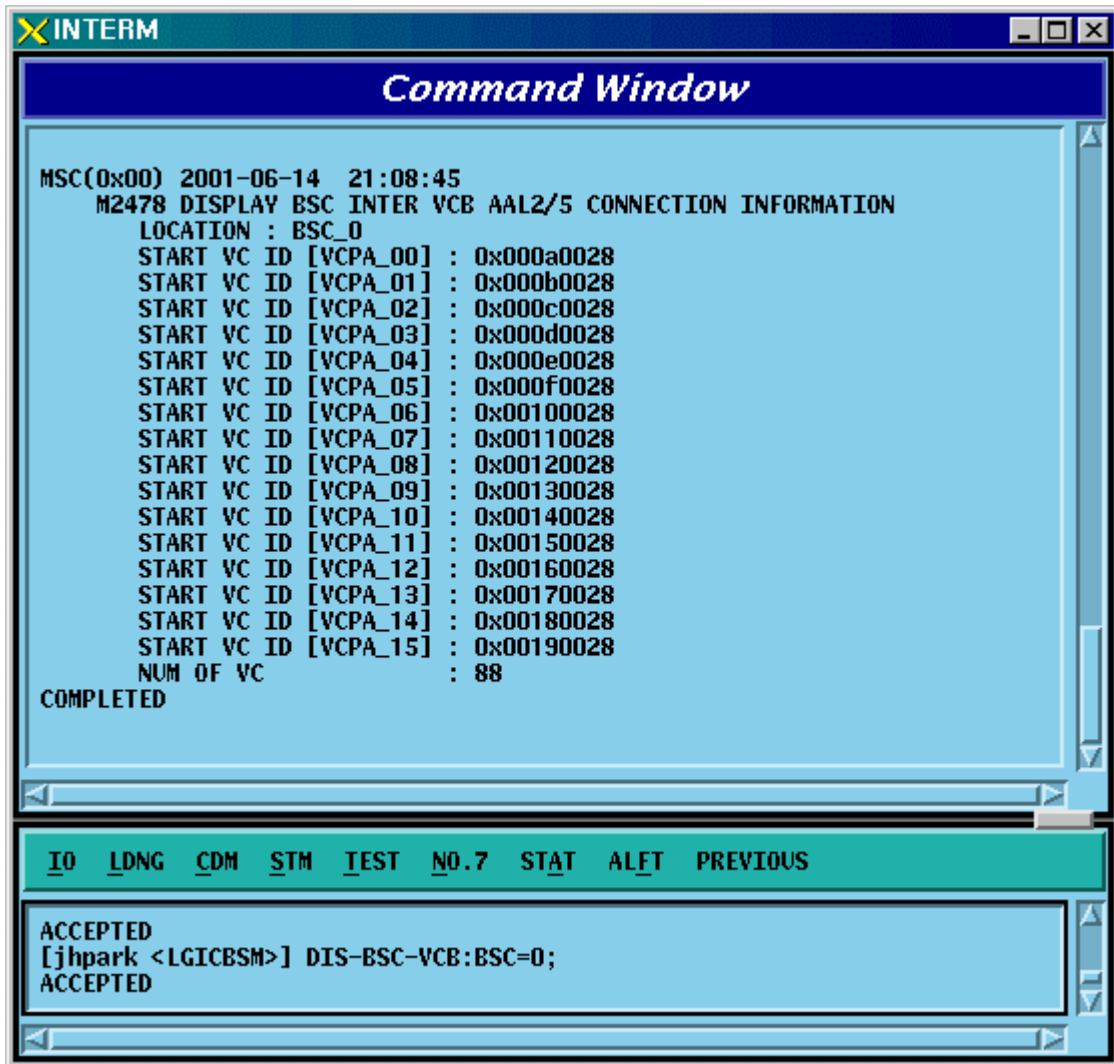 INTERM
Command Window
MSC(0x00) 2001-06-14 21:08:45
M2478 DISPLAY BSC INTER VCB AAL2/5 CONNECTION INFORMATION
LOCATION : BSC_0
START VC ID [VCPA_00] : 0x000a0028
START VC ID [VCPA_01] : 0x000b0028
START VC ID [VCPA_02] : 0x000c0028
START VC ID [VCPA_03] : 0x000d0028
START VC ID [VCPA_04] : 0x000e0028
START VC ID [VCPA_05] : 0x000f0028
START VC ID [VCPA_06] : 0x00100028
START VC ID [VCPA_07] : 0x00110028
START VC ID [VCPA_08] : 0x00120028
START VC ID [VCPA_09] : 0x00130028
START VC ID [VCPA_10] : 0x00140028
START VC ID [VCPA_11] : 0x00150028
START VC ID [VCPA_12] : 0x00160028
START VC ID [VCPA_13] : 0x00170028
START VC ID [VCPA_14] : 0x00180028
START VC ID [VCPA_15] : 0x00190028
NUM OF VC : 88
COMPLETED
IO LDNG CDM STM TEST NO.7 STAT ALFT PREVIOUS
ACCEPTED
[jhpark <LGICBSM>] DIS-BSC-VCB:BSC=0;
ACCEPTED